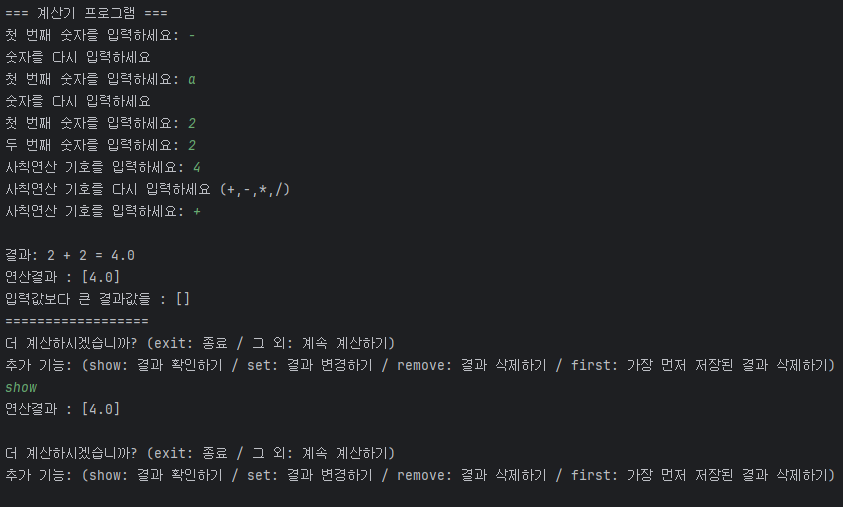 === 계산기 프로그램 ===
첫 번째 숫자를 입력하세요: -
숫자를 다시 입력하세요
첫 번째 숫자를 입력하세요: a
숫자를 다시 입력하세요
첫 번째 숫자를 입력하세요: 2
두 번째 숫자를 입력하세요: 2
사칙연산 기호를 입력하세요: 4
사칙연산 기호를 다시 입력하세요 (+,-,*,/)
사칙연산 기호를 입력하세요: +
결과: 2 + 2 = 4.0
연산결과 : [4.0]
입력값보다 큰 결과값들 : []
==================
더 계산하시겠습니까? (exit: 종료 / 그 외: 계속 계산하기)
추가 기능: (show: 결과 확인하기 / set: 결과 변경하기 / remove: 결과 삭제하기 / first: 가장 먼저 저장된 결과 삭제하기)
show
연산결과 : [4.0]
더 계산하시겠습니까? (exit: 종료 / 그 외: 계속 계산하기)
추가 기능: (show: 결과 확인하기 / set: 결과 변경하기 / remove: 결과 삭제하기 / first: 가장 먼저 저장된 결과 삭제하기)